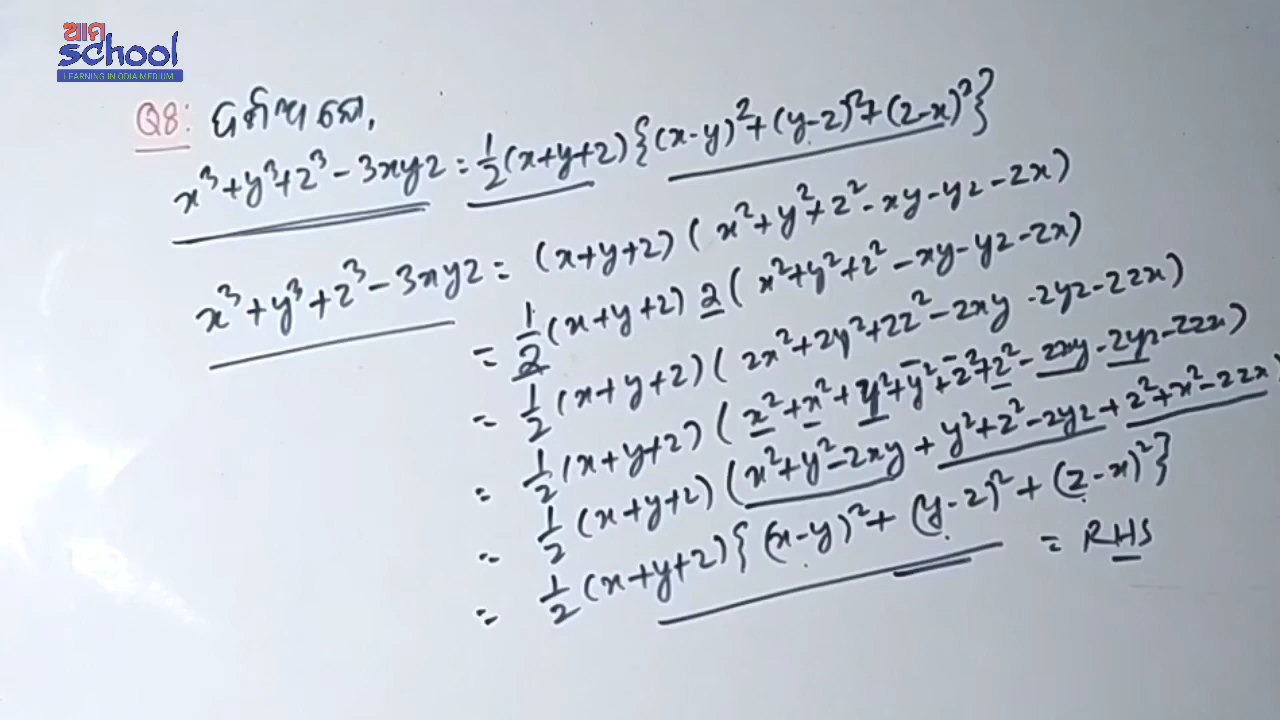 ଆମ
school
LEARNING IN ODIA MEDIUM
Q8: ପ୍ରମାଣ କର,
x³+y³+z³-3xyz = 1/2(x+y+z){(x-y)²+(y-z)²+(z-x)²}
x³+y³+z³-3xyz = (x+y+z)(x²+y²+z²-xy-yz-zx)
= 1/2(x+y+z) 2(x²+y²+z²-xy-yz-zx)
= 1/2(x+y+z)(2x²+2y²+2z²-2xy-2yz-2zx)
= 1/2(x+y+z)(x²+x²+y²+y²+z²+z²-2xy-2yz-2zx)
= 1/2(x+y+z)(x²+y²-2xy+y²+z²-2yz+z²+x²-2zx)
= 1/2(x+y+z){(x-y)²+(y-z)²+(z-x)²} = RHS